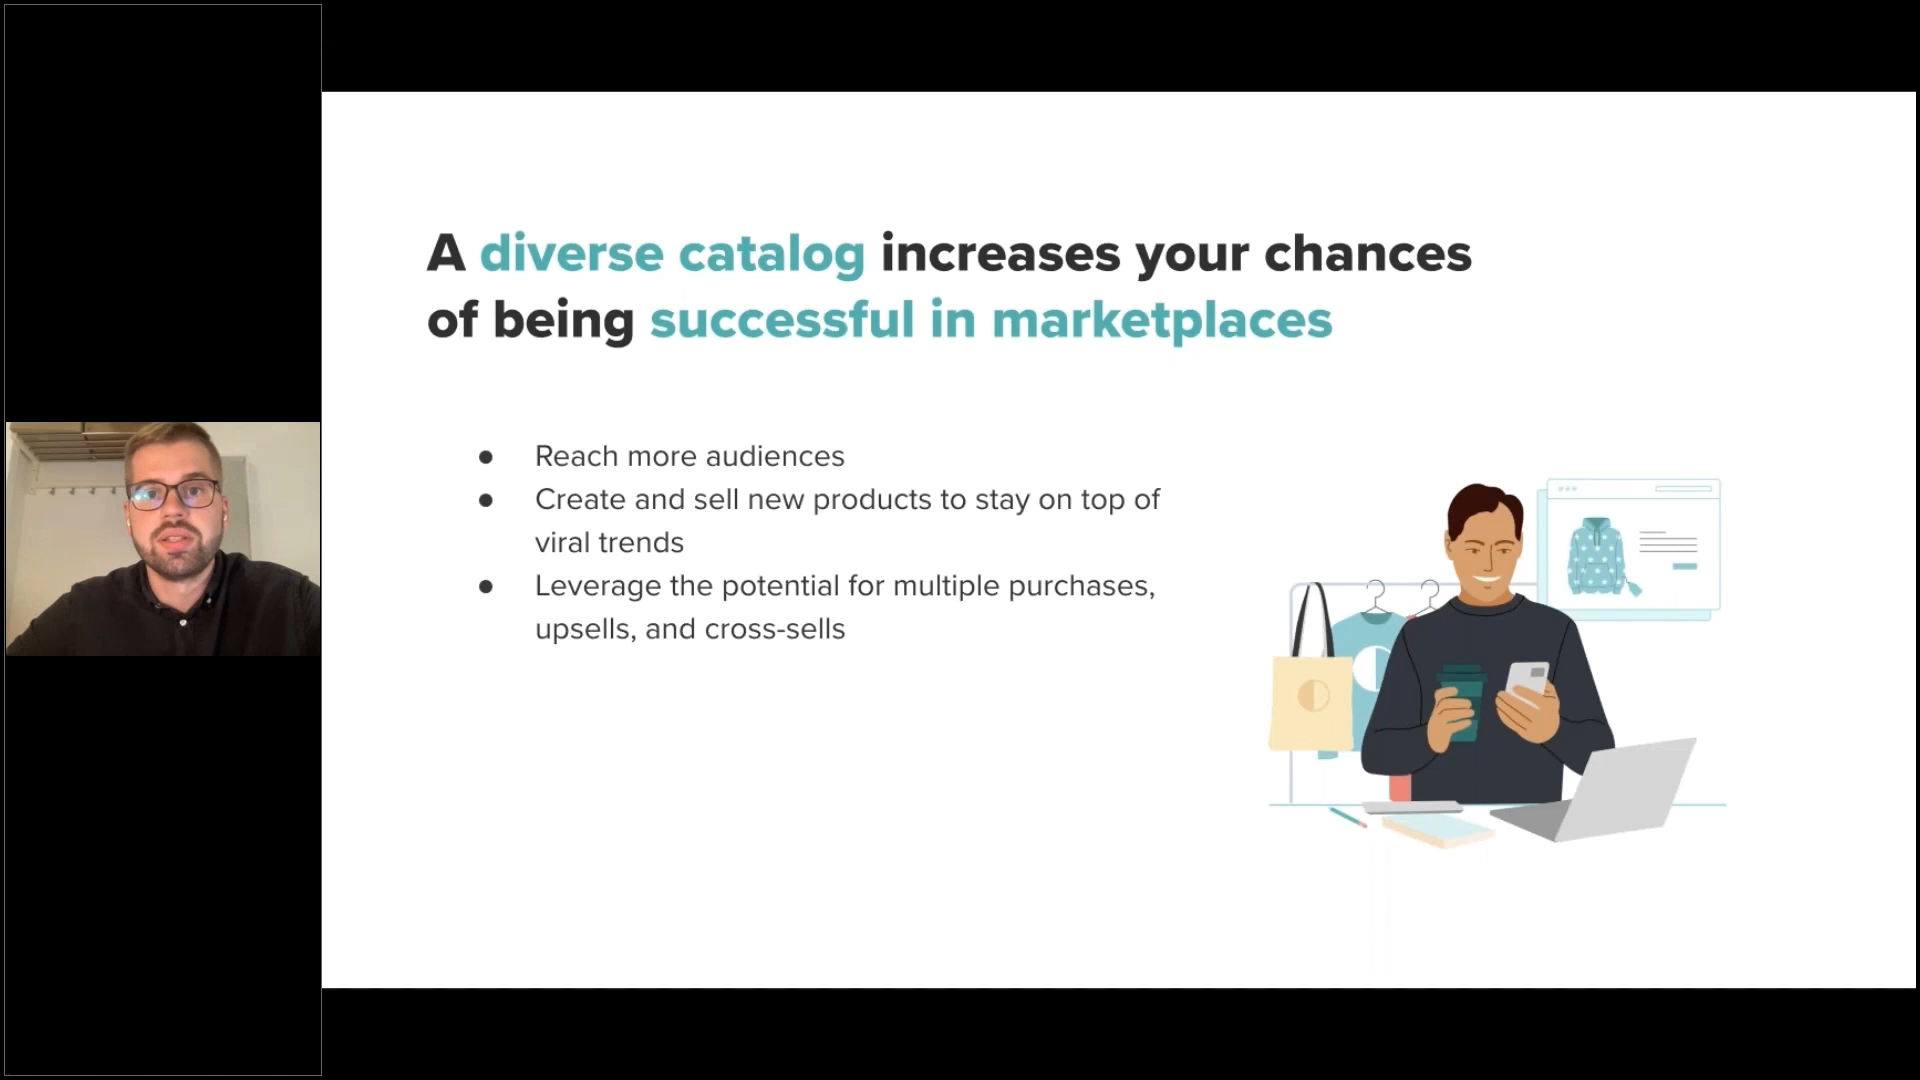 A diverse catalog increases your chances
of being successful in marketplaces
● Reach more audiences
● Create and sell new products to stay on top of
viral trends
● Leverage the potential for multiple purchases,
upsells, and cross-sells